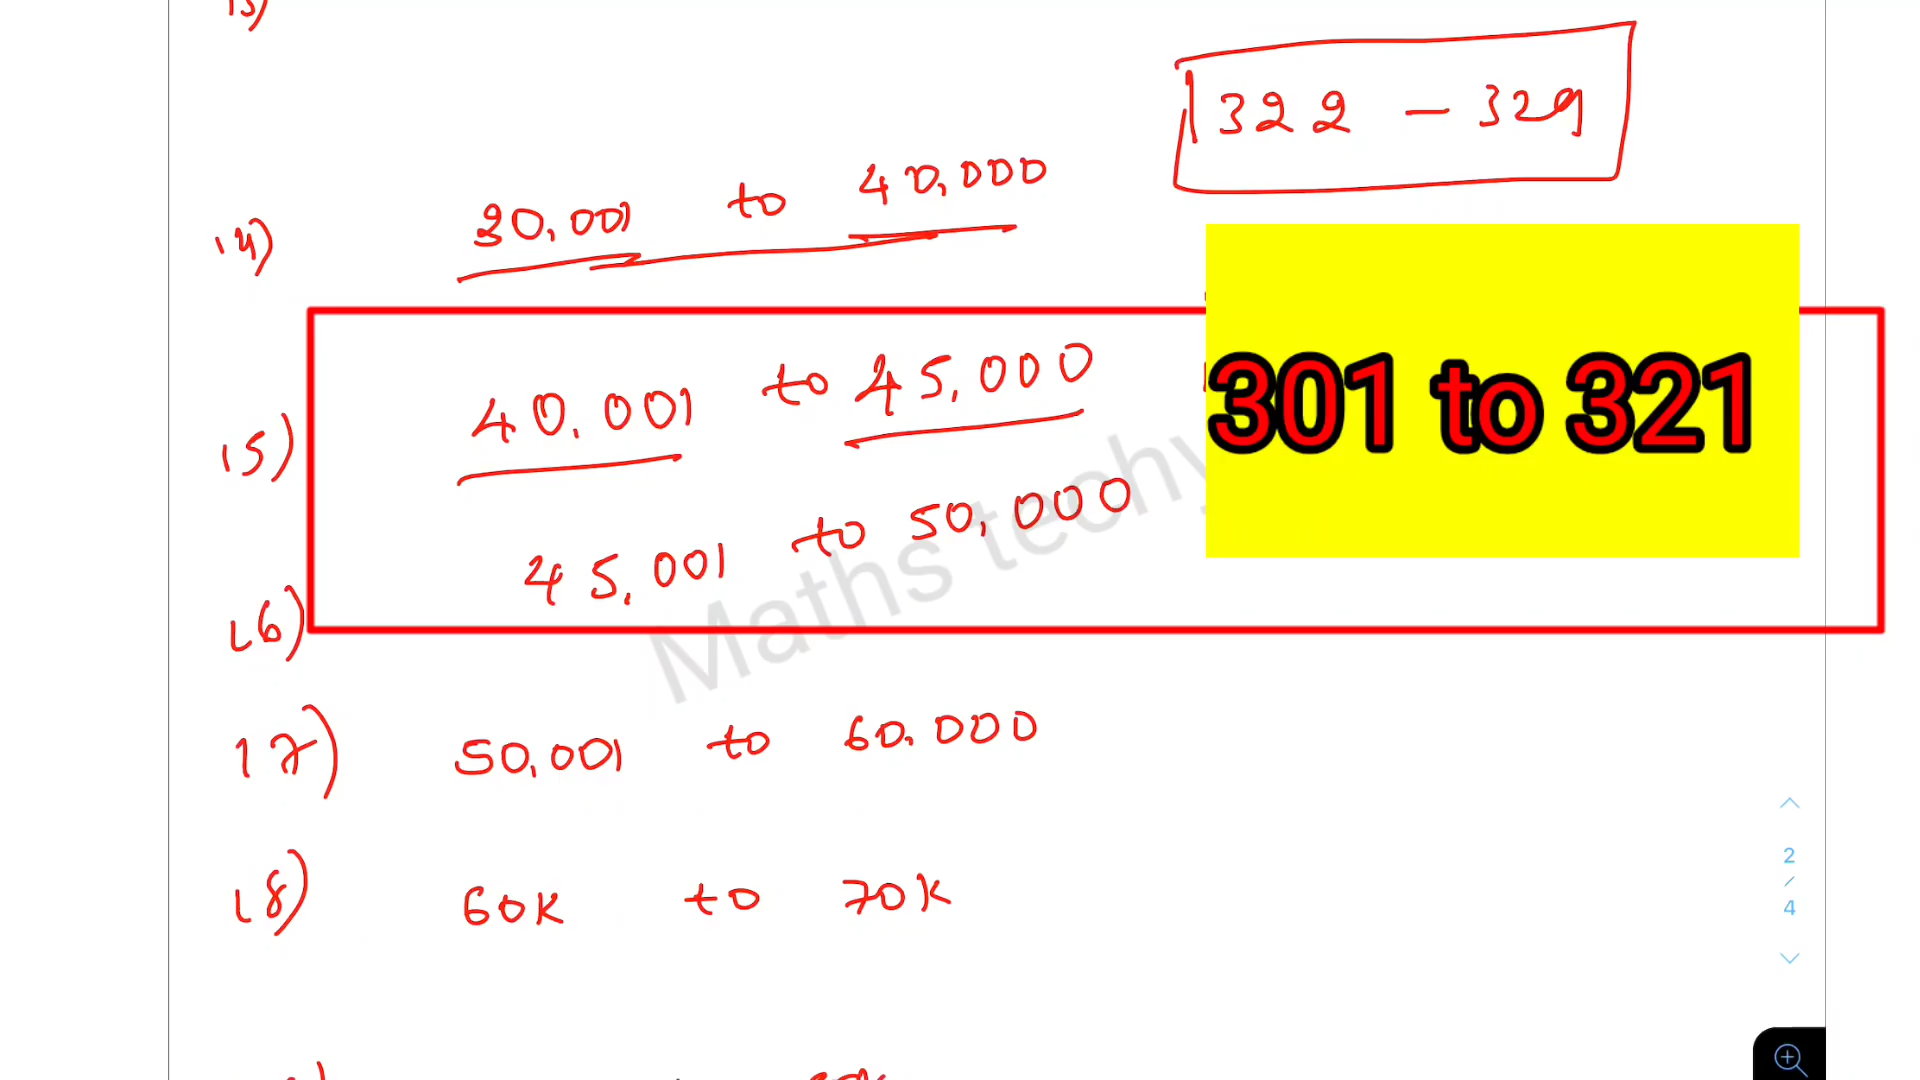 13)
322 - 329
14) 30,001 to 40,000
15) 40,001 to 45,000
301 to 321
16) 45,001 to 50,000
Maths techy
17) 50,001 to 60,000
18) 60K to 70K
2
/
4